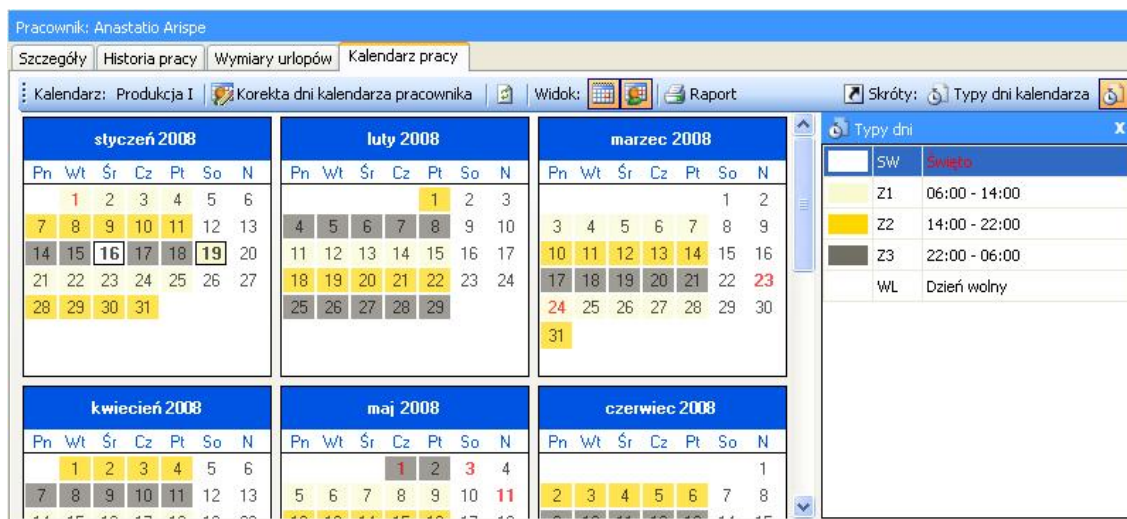 Pracownik: Anastatio Arispe
Szczegóły Historia pracy Wymiary urlopów Kalendarz pracy
Kalendarz: Produkcja I Korekta dni kalendarza pracownika Widok: Raport Skróty: Typy dni kalendarza
styczeń 2008 luty 2008 marzec 2008 Typy dni x
Pn Wt Śr Cz Pt So N Pn Wt Śr Cz Pt So N Pn Wt Śr Cz Pt So N SW Święto
1 2 3 4 5 6 1 2 3 1 2 Z1 06:00 - 14:00
7 8 9 10 11 12 13 4 5 6 7 8 9 10 3 4 5 6 7 8 9 Z2 14:00 - 22:00
14 15 16 17 18 19 20 11 12 13 14 15 16 17 10 11 12 13 14 15 16 Z3 22:00 - 06:00
21 22 23 24 25 26 27 18 19 20 21 22 23 24 17 18 19 20 21 22 23 WL Dzień wolny
28 29 30 31 25 26 27 28 29 24 25 26 27 28 29 30
31
kwiecień 2008 maj 2008 czerwiec 2008
Pn Wt Śr Cz Pt So N Pn Wt Śr Cz Pt So N Pn Wt Śr Cz Pt So N
1 2 3 4 5 6 1 2 3 4 1
7 8 9 10 11 12 13 5 6 7 8 9 10 11 2 3 4 5 6 7 8